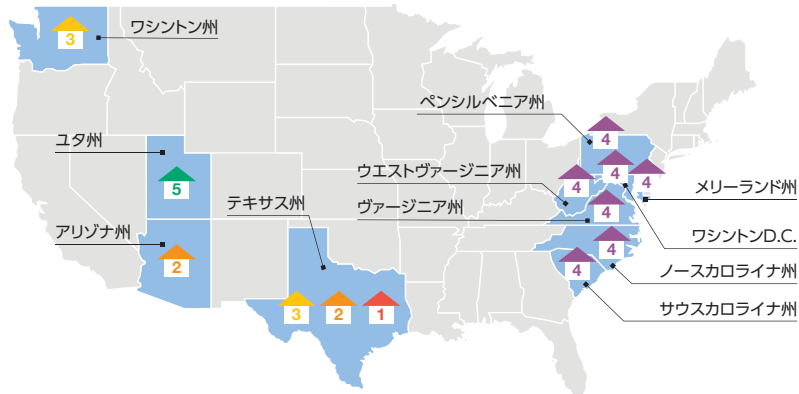 ワシントン州
3
ペンシルベニア州
4
ユタ州
5
ウエストヴァージニア州
4
4
4
メリーランド州
テキサス州
ヴァージニア州
4
アリゾナ州
2
ワシントンD.C.
4
ノースカロライナ州
4
サウスカロライナ州
3
2
1